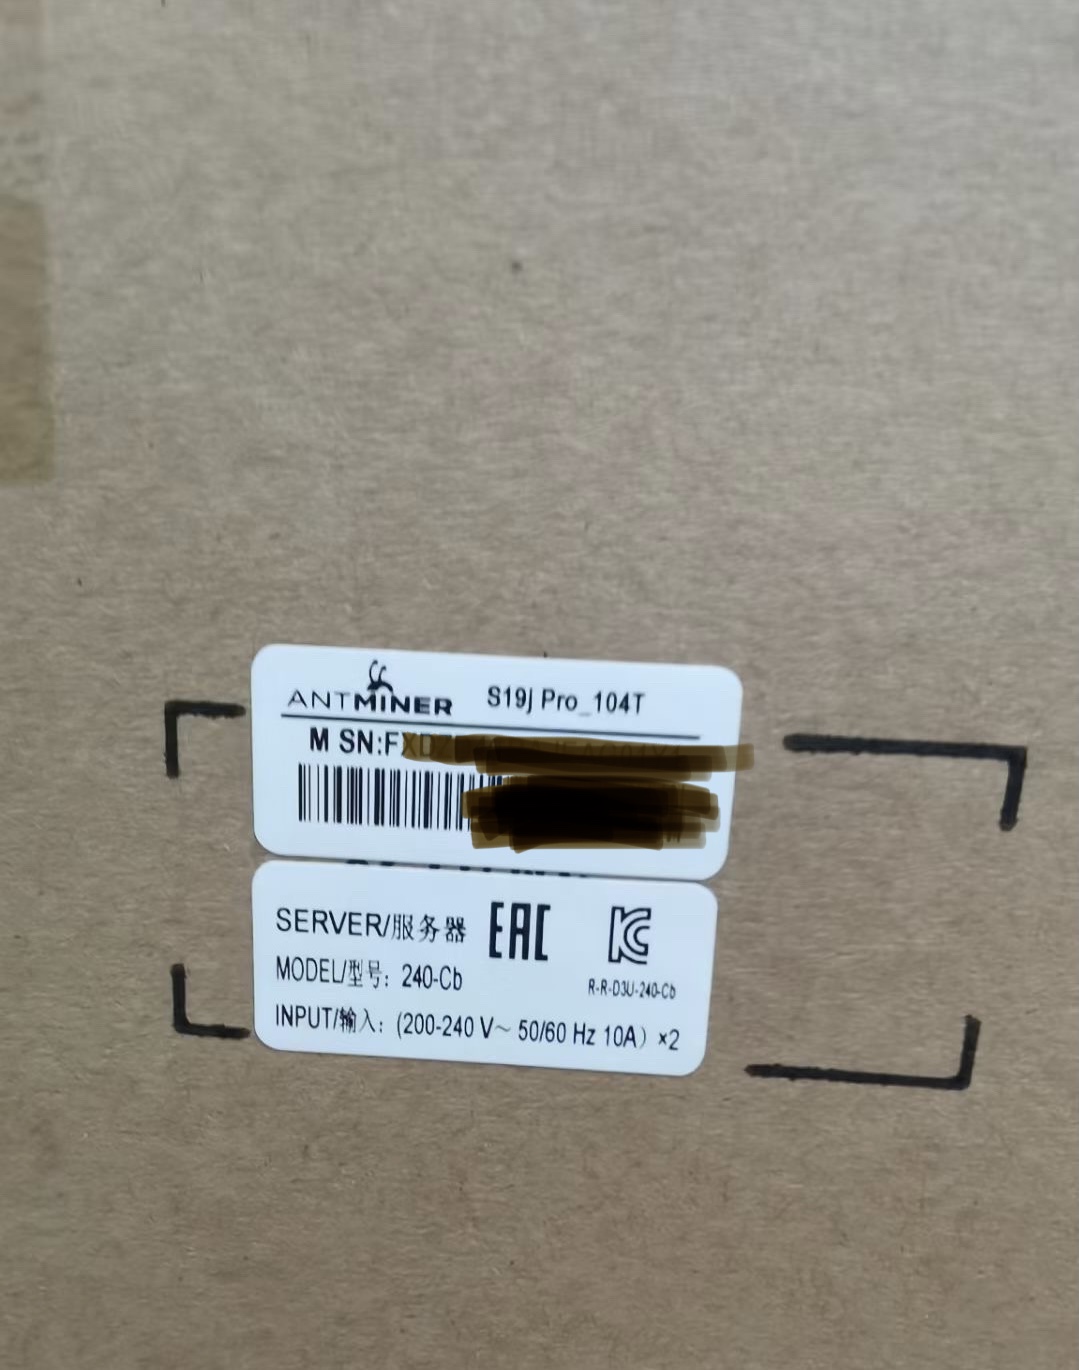 ANTMINER S19j Pro_104T
M SN:F
SERVER/服务器 EAC KC
MODEL/型号: 240-Cb R-R-D3U-240-Cb
INPUT/输入: (200-240 V~ 50/60 Hz 10A) ×2